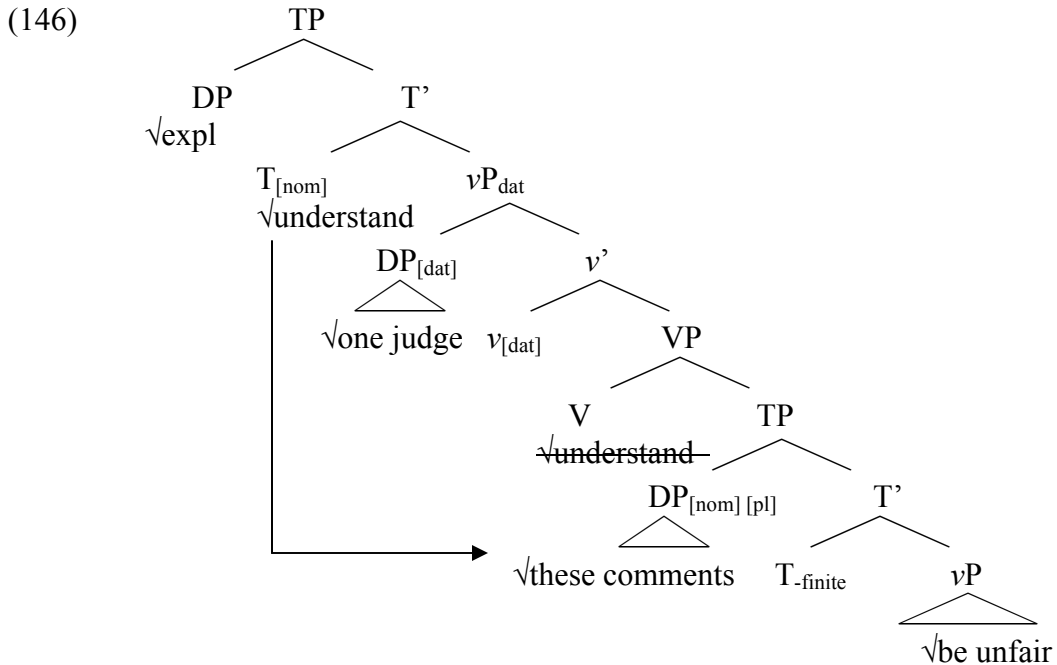 (146) TP
DP T’
√expl
T[nom] vPdat
√understand
DP[dat] v’
√one judge v[dat] VP
V TP
√understand
DP[nom] [pl] T’
√these comments T-finite vP
√be unfair